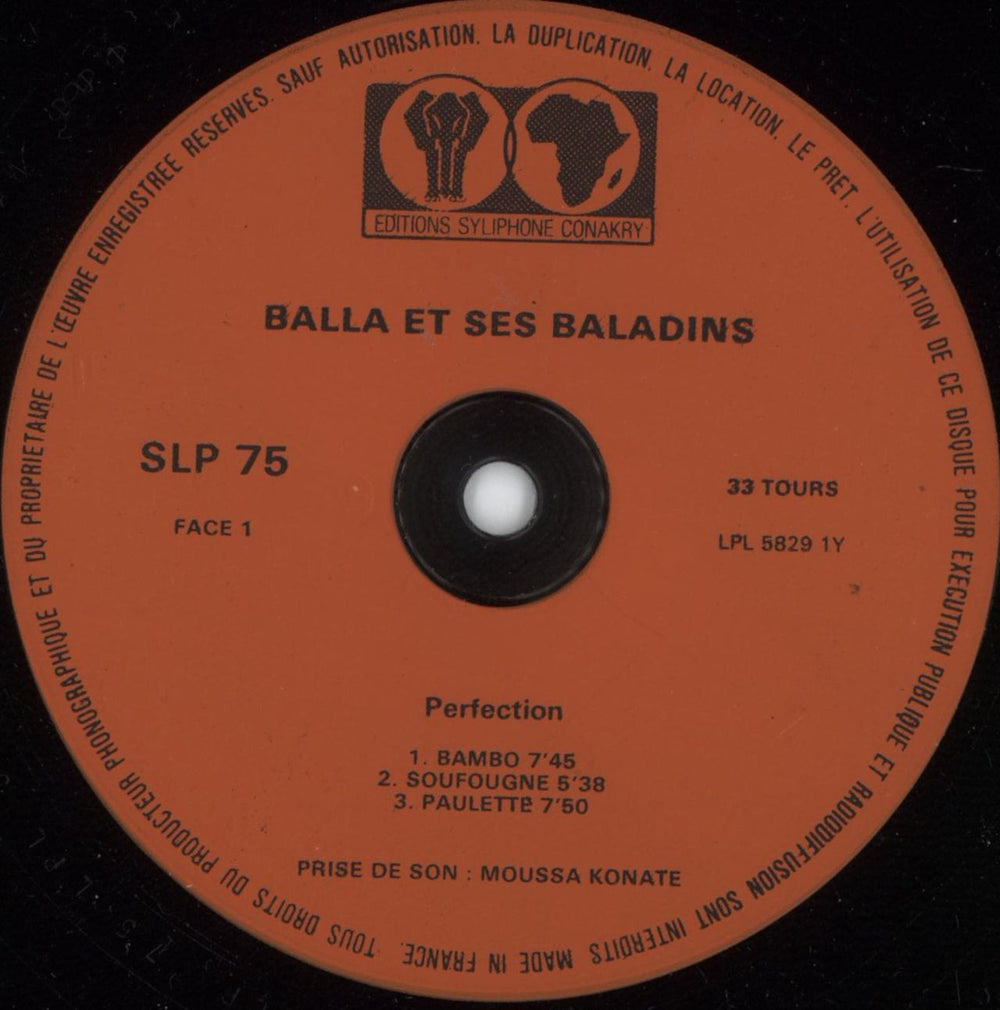 TOUS DROITS DU PRODUCTEUR PHONOGRAPHIQUE ET DU PROPRIETAIRE DE L'ŒUVRE ENREGISTREE RESERVES. SAUF AUTORISATION. LA DUPLICATION. LA LOCATION. LE PRET. L'UTILISATION DE CE DISQUE POUR EXECUTION PUBLIQUE ET RADIODIFFUSION SONT INTERDITS MADE IN FRANCE.
EDITIONS SYLIPHONE CONAKRY
BALLA ET SES BALADINS
SLP 75
FACE 1
33 TOURS
LPL 5829 1Y
Perfection
1. BAMBO 7'45
2. SOUFOUGNE 5'38
3. PAULETTE 7'50
PRISE DE SON : MOUSSA KONATE